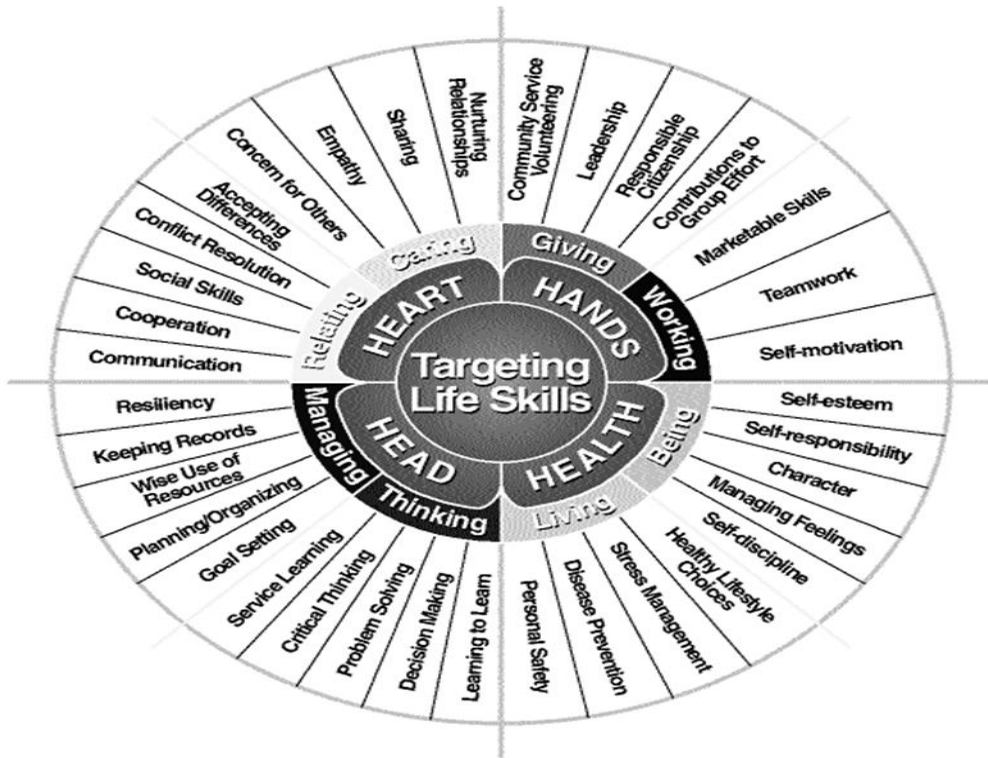 Targeting
Life Skills
HEART
HANDS
HEALTH
HEAD
Caring
Giving
Working
Being
Living
Thinking
Managing
Relating
Nurturing
Relationships
Community Service
Volunteering
Leadership
Responsible
Citizenship
Contributions to
Group Effort
Marketable Skills
Teamwork
Self-motivation
Self-esteem
Self-responsibility
Character
Managing Feelings
Self-discipline
Healthy Lifestyle
Choices
Stress Management
Disease Prevention
Personal Safety
Learning to Learn
Decision Making
Problem Solving
Critical Thinking
Service Learning
Goal Setting
Planning/Organizing
Wise Use of
Resources
Keeping Records
Resiliency
Communication
Cooperation
Social Skills
Conflict Resolution
Accepting
Differences
Concern for Others
Empathy
Sharing